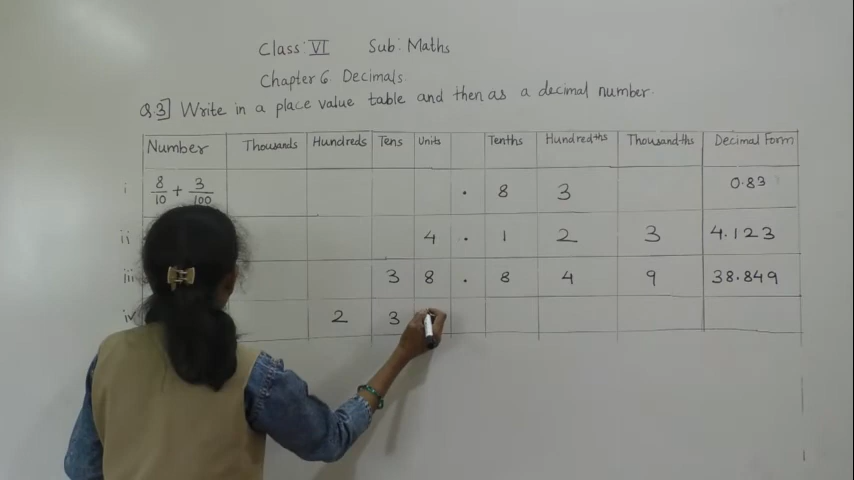 Class: VI Sub: Maths
Chapter 6 Decimals.
Q3] Write in a place value table and then as a decimal number.
Number Thousands Hundreds Tens Units Tenths Hundredths Thousandths Decimal Form
i 8/10 + 3/100 . 8 3 0.83
ii 4 . 1 2 3 4.123
iii 3 8 . 8 4 9 38.849
iv 2 3